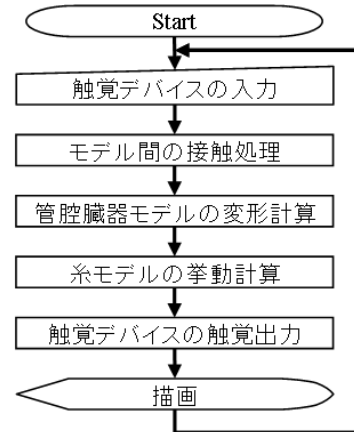 Start
触覚デバイスの入力
モデル間の接触処理
管腔臓器モデルの変形計算
糸モデルの挙動計算
触覚デバイスの触覚出力
描画